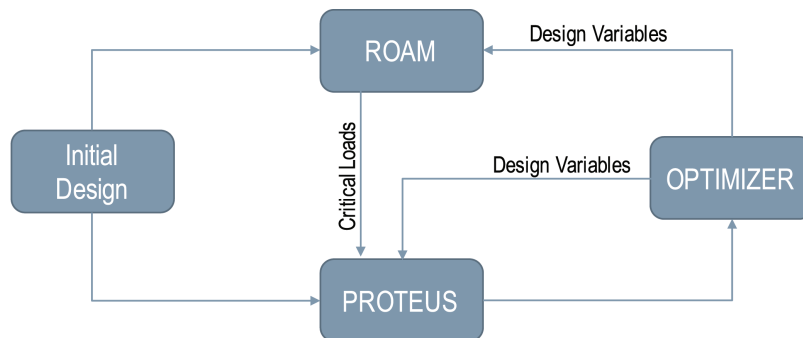 ROAM
Design Variables
Initial
Design
Critical Loads
Design Variables
OPTIMIZER
PROTEUS